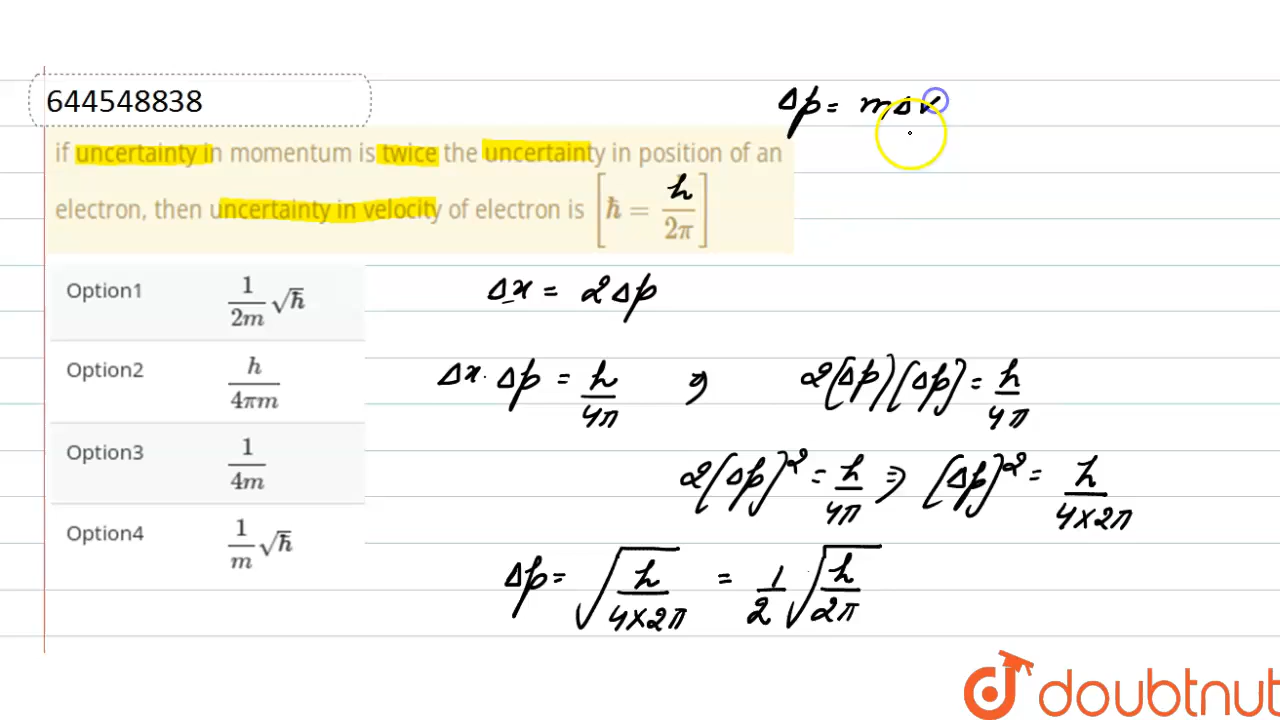 644548838
Δp = mΔV
if uncertainty in momentum is twice the uncertainty in position of an
electron, then uncertainty in velocity of electron is [ħ = h/2π]
Option1 1/2m √ħ
Δx = 2Δp
Option2 h/4πm
Δx · Δp = h/4π ⇒ 2(Δp)(Δp) = h/4π
Option3 1/4m
2(Δp)² = h/4π ⇒ (Δp)² = h/4×2π
Option4 1/m √ħ
Δp = √h/4×2π = 1/2 √h/2π
doubtnut